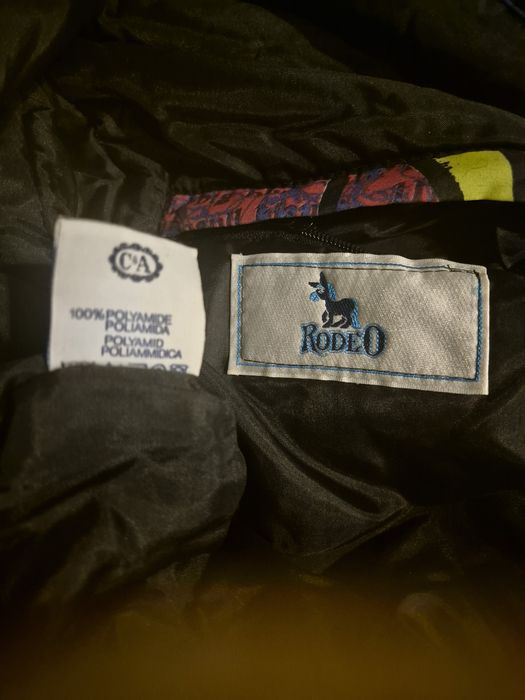 C&A
100% POLYAMIDE
POLIAMIDA
POLYAMID
POLIAMMIDICA
RODEO